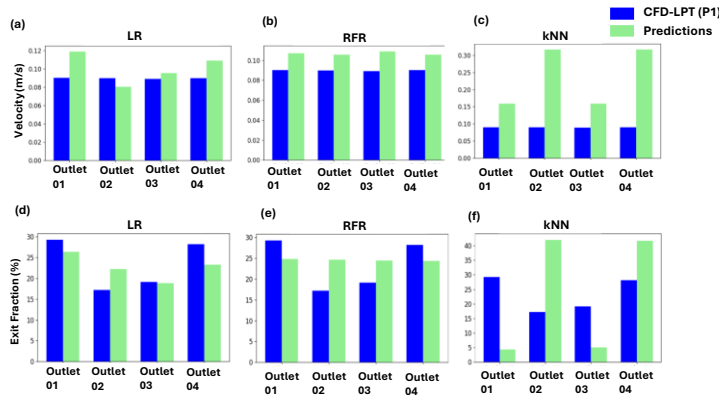 CFD-LPT (P1)
Predictions
(a)
LR
(b)
RFR
(c)
kNN
Velocity (m/s)
0.12
0.10
0.08
0.06
0.04
0.02
0.00
Outlet 01
Outlet 02
Outlet 03
Outlet 04
0.10
0.08
0.06
0.04
0.02
0.00
Outlet 01
Outlet 02
Outlet 03
Outlet 04
0.30
0.25
0.20
0.15
0.10
0.05
0.00
Outlet 01
Outlet 02
Outlet 03
Outlet 04
(d)
LR
(e)
RFR
(f)
kNN
Exit Fraction (%)
30
25
20
15
10
5
0
Outlet 01
Outlet 02
Outlet 03
Outlet 04
30
25
20
15
10
5
0
Outlet 01
Outlet 02
Outlet 03
Outlet 04
40
35
30
25
20
15
10
5
0
Outlet 01
Outlet 02
Outlet 03
Outlet 04